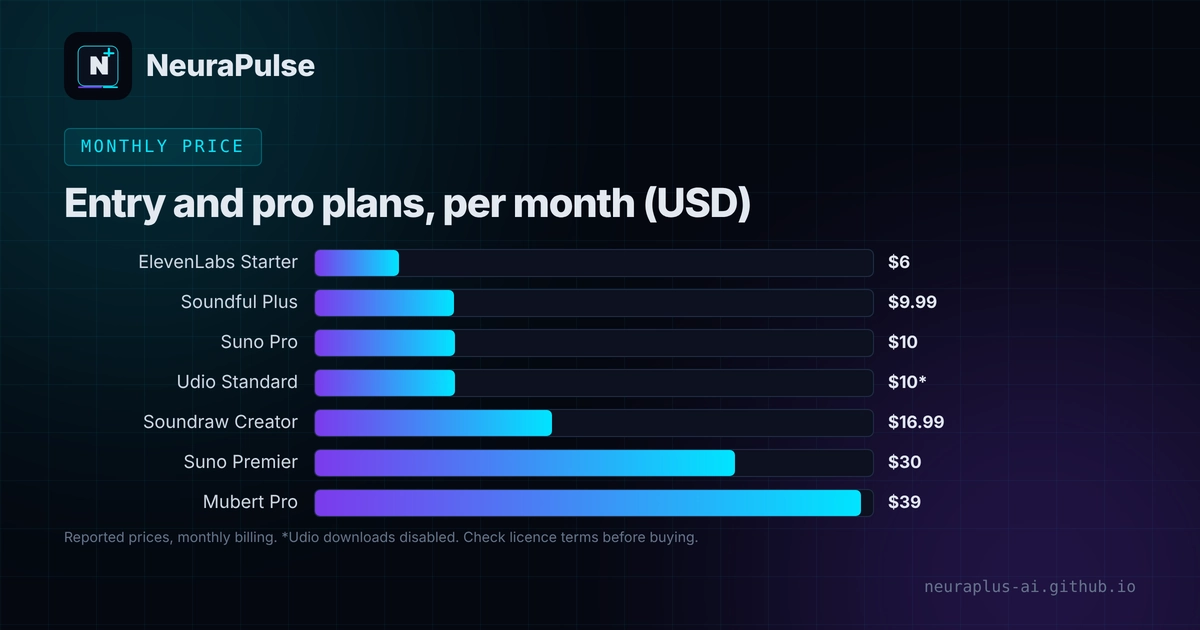 N+
NeuraPulse
MONTHLY PRICE
Entry and pro plans, per month (USD)
ElevenLabs Starter $6
Soundful Plus $9.99
Suno Pro $10
Udio Standard $10*
Soundraw Creator $16.99
Suno Premier $30
Mubert Pro $39
Reported prices, monthly billing. *Udio downloads disabled. Check licence terms before buying.
neuraplus-ai.github.io